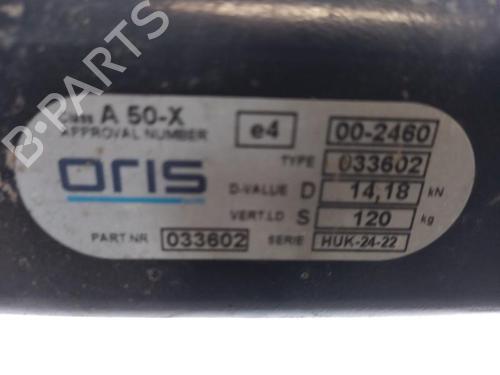 Class A 50-X e4 00-2460
APPROVAL NUMBER
TYPE 033602
ORIS
D-VALUE D 14,18 kN
VERT.LD S 120 kg
PART NR 033602 SERIE HUK-24-22